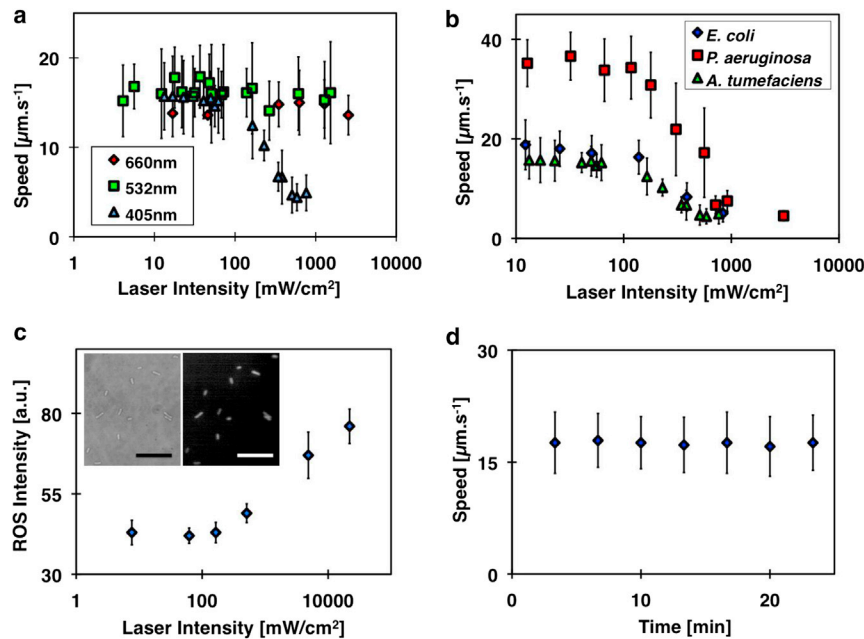 a
20
10
0
Speed [µm.s-1]
660nm
532nm
405nm
1
10
100
1000
10000
Laser Intensity [mW/cm2]
b
40
20
0
Speed [µm.s-1]
E. coli
P. aeruginosa
A. tumefaciens
10
100
1000
10000
Laser Intensity [mW/cm2]
c
80
55
30
ROS Intensity [a.u.]
1
100
10000
Laser Intensity [mW/cm2]
d
30
15
0
Speed [µm.s-1]
0
10
20
Time [min]